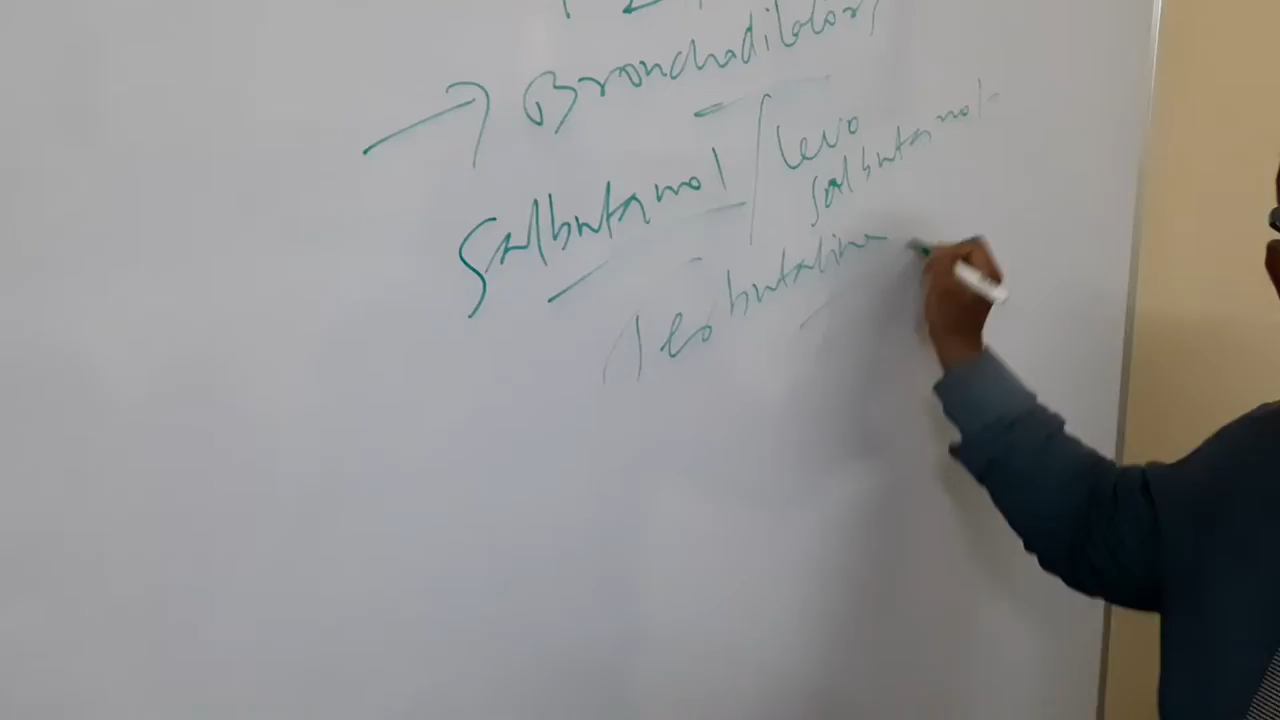 → Bronchodilators
Salbutamol / levo
salbutamol
Terbutaline